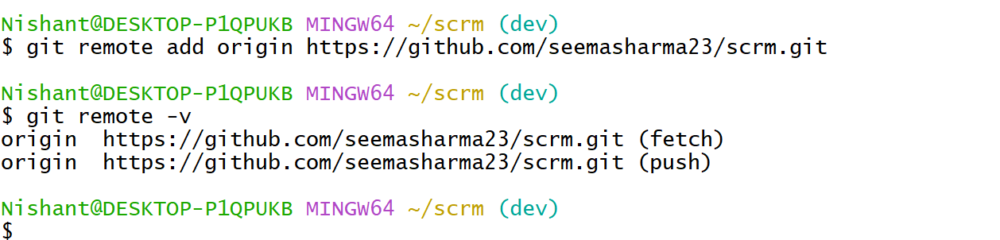 Nishant@DESKTOP-P1QPUKB MINGW64 ~/scrm (dev)
$ git remote add origin https://github.com/seemasharma23/scrm.git
Nishant@DESKTOP-P1QPUKB MINGW64 ~/scrm (dev)
$ git remote -v
origin  https://github.com/seemasharma23/scrm.git (fetch)
origin  https://github.com/seemasharma23/scrm.git (push)
Nishant@DESKTOP-P1QPUKB MINGW64 ~/scrm (dev)
$